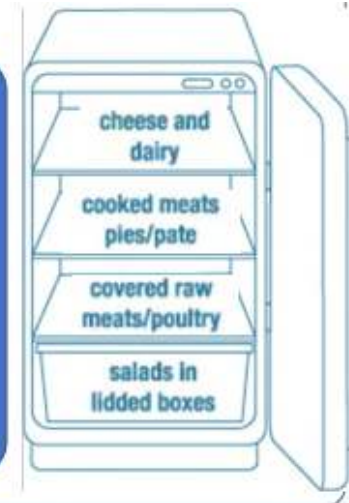 cheese and
dairy
cooked meats
pies/pate
covered raw
meats/poultry
salads in
lidded boxes